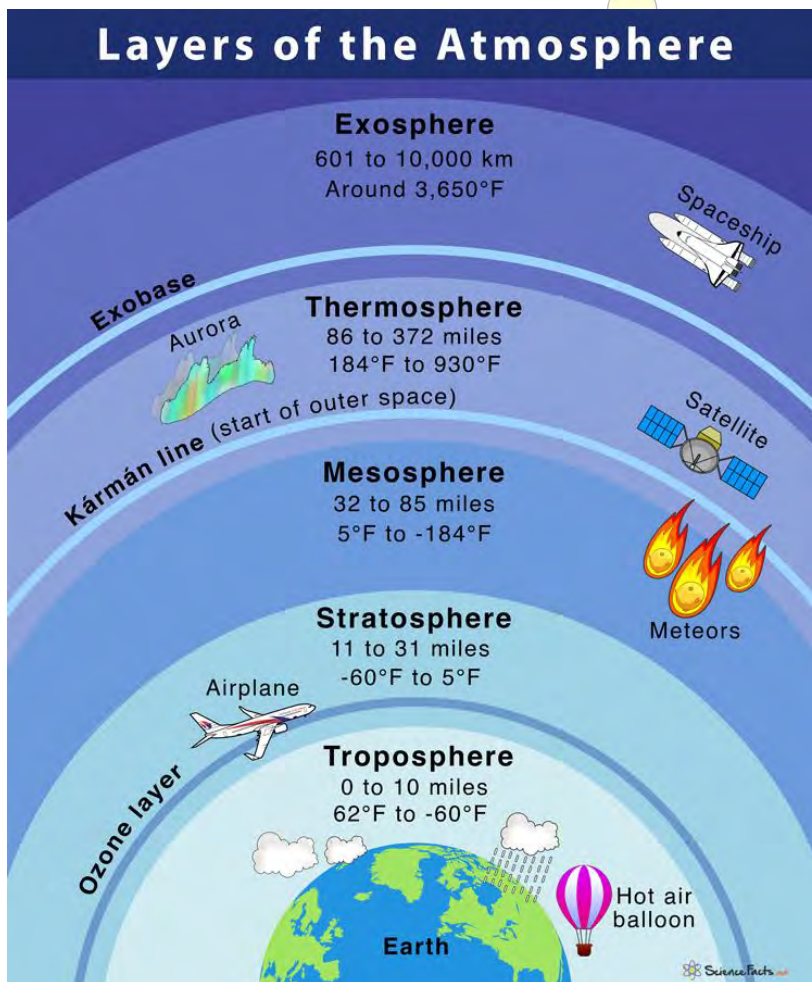 Layers of the Atmosphere
Exosphere
601 to 10,000 km
Around 3,650°F
Spaceship
Exobase
Thermosphere
86 to 372 miles
184°F to 930°F
Aurora
Satellite
Kármán line (start of outer space)
Mesosphere
32 to 85 miles
5°F to -184°F
Meteors
Stratosphere
11 to 31 miles
-60°F to 5°F
Airplane
Ozone layer
Troposphere
0 to 10 miles
62°F to -60°F
Hot air
balloon
Earth
ScienceFacts.net